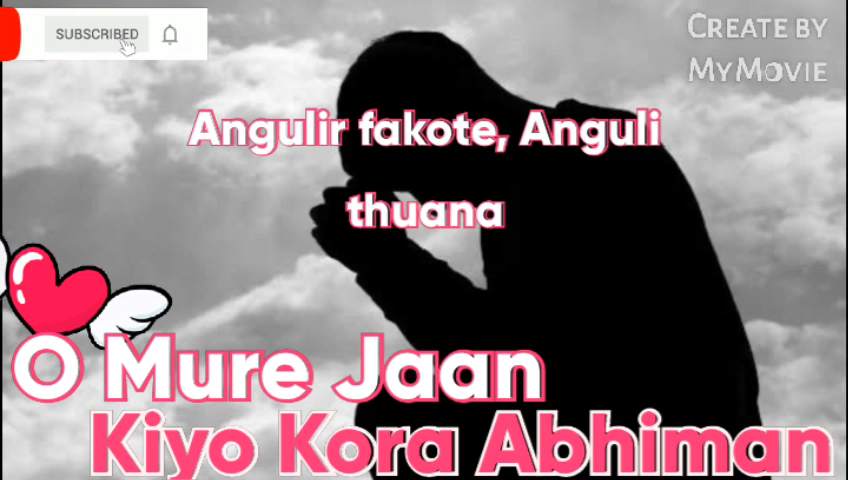 SUBSCRIBED
CREATE BY
MYMOVIE
Angulir fakote, Anguli
thuana
O Mure Jaan
Kiyo Kora Abhiman